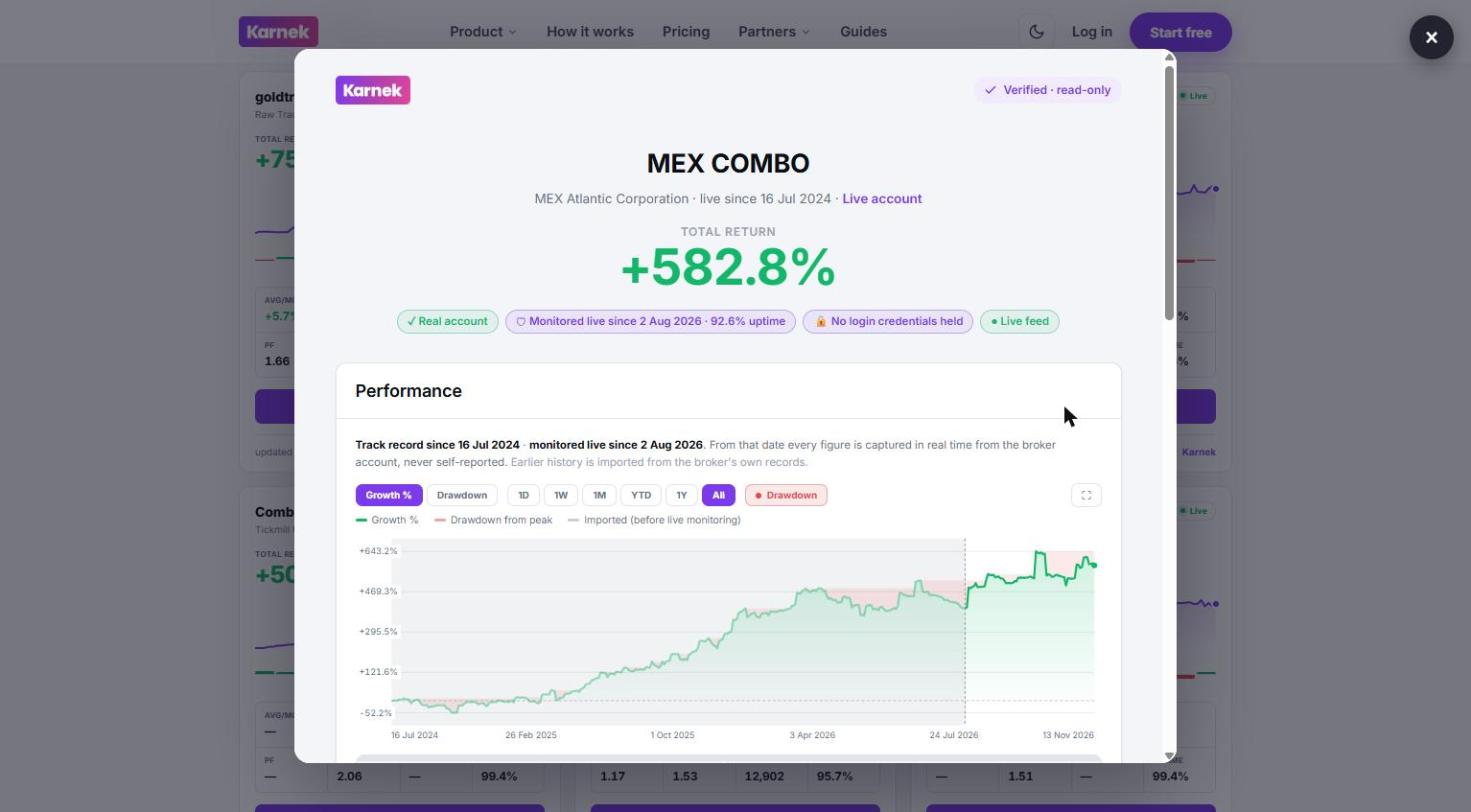 Karnek
Product
How it works
Pricing
Partners
Guides
Log in
Start free
×
Karnek
✓ Verified · read-only
MEX COMBO
MEX Atlantic Corporation · live since 16 Jul 2024 · Live account
TOTAL RETURN
+582.8%
✓ Real account
Monitored live since 2 Aug 2026 · 92.6% uptime
No login credentials held
Live feed
Performance
Track record since 16 Jul 2024 · monitored live since 2 Aug 2026. From that date every figure is captured in real time from the broker
account, never self-reported. Earlier history is imported from the broker's own records.
Growth %
Drawdown
1D
1W
1M
YTD
1Y
All
Drawdown
Growth %
Drawdown from peak
Imported (before live monitoring)
+643.2%
+469.3%
+295.5%
+121.6%
-52.2%
16 Jul 2024
26 Feb 2025
1 Oct 2025
3 Apr 2026
24 Jul 2026
13 Nov 2026
goldtr
TOTAL RE
+75
AVG/MO
+5.7%
PF
1.66
updated
Live
Karnek
Comb
Tickmill
TOTAL RE
+50
AVG/MO
—
PF
—
2.06
—
99.4%
1.17
1.53
12,902
95.7%
Live
—
1.51
—
99.4%